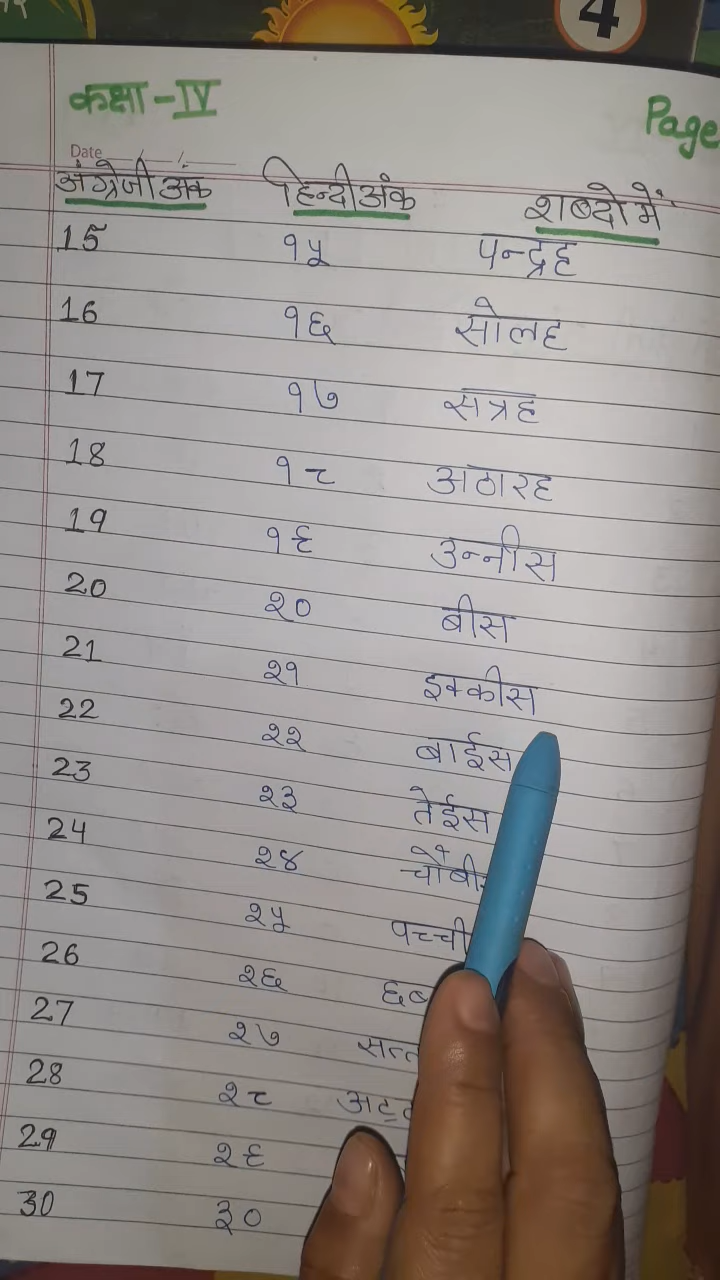 4
कक्षा - IV
Page
Date
अंग्रेजी अंक हिन्दी अंक शब्दो में
15 १५ पन्द्रह
16 १६ सोलह
17 १७ सत्रह
18 १८ अठारह
19 १९ उन्नीस
20 २० बीस
21 २१ इक्कीस
22 २२ बाईस
23 २३ तेईस
24 २४
25 २५
26 २६
27 २७
28 २८
29 २९
30 ३०